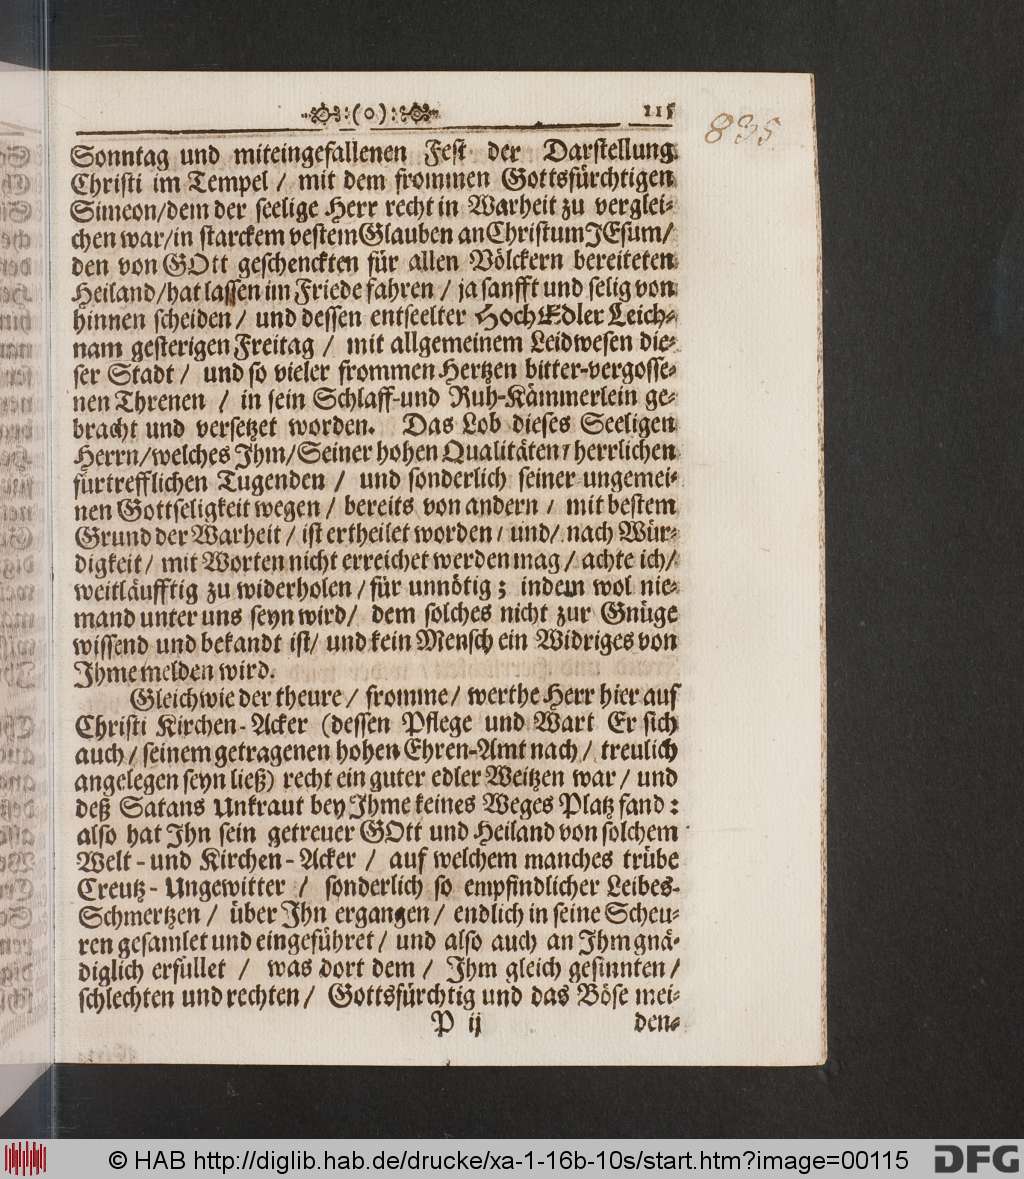 :(o): 115
835
Sonntag und miteingefallenen Fest der Darstellung
Christi im Tempel / mit dem frommen Gottsfürchtigen
Simeon/dem der seelige Herr recht in Warheit zu verglei-
chen war/in starckem vestem Glauben an Christum JEsum/
den von GOtt geschenckten für allen Völckern bereiteten
Heiland/hat lassen im Friede fahren / ja sanfft und selig von
hinnen scheiden / und dessen entseelter HochEdler Leich-
nam gesterigen Freitag / mit allgemeinem Leidwesen die-
ser Stadt / und so vieler frommen Hertzen bitter-vergosse-
nen Threnen / in sein Schlaff-und Ruh-Kämmerlein ge-
bracht und versetzet worden. Das Lob dieses Seeligen
Herrn/welches Ihm/Seiner hohen Qualitäten/ herrlichen
fürtrefflichen Tugenden / und sonderlich seiner ungemei-
nen Gottseligkeit wegen / bereits von andern / mit bestem
Grund der Warheit / ist ertheilet worden/ und/ nach Wür-
digkeit / mit Worten nicht erreichet werden mag / achte ich/
weitläufftig zu widerholen / für unnötig ; indem wol nie-
mand unter uns seyn wird/ dem solches nicht zur Gnüge
wissend und bekandt ist/ und kein Mensch ein Widriges von
Ihme melden wird.
Gleichwie der theure / fromme / werthe Herr hier auf
Christi Kirchen-Acker (dessen Pflege und Wart Er sich
auch / seinem getragenen hohen Ehren-Amt nach / treulich
angelegen seyn ließ) recht ein guter edler Weitzen war / und
deß Satans Unkraut bey Ihme keines Weges Platz fand :
also hat Ihn sein getreuer GOtt und Heiland von solchem
Welt-und Kirchen-Acker / auf welchem manches trübe
Creutz-Ungewitter / sonderlich so empfindlicher Leibes-
Schmertzen / über Ihn ergangen / endlich in seine Scheu-
ren gesamlet und eingeführet / und also auch an Ihm gnä-
diglich erfüllet / was dort dem / Ihm gleich gesinnten /
schlechten und rechten / Gottsfürchtig und das Böse mei-
P ij den-
© HAB http://diglib.hab.de/drucke/xa-1-16b-10s/start.htm?image=00115 DFG